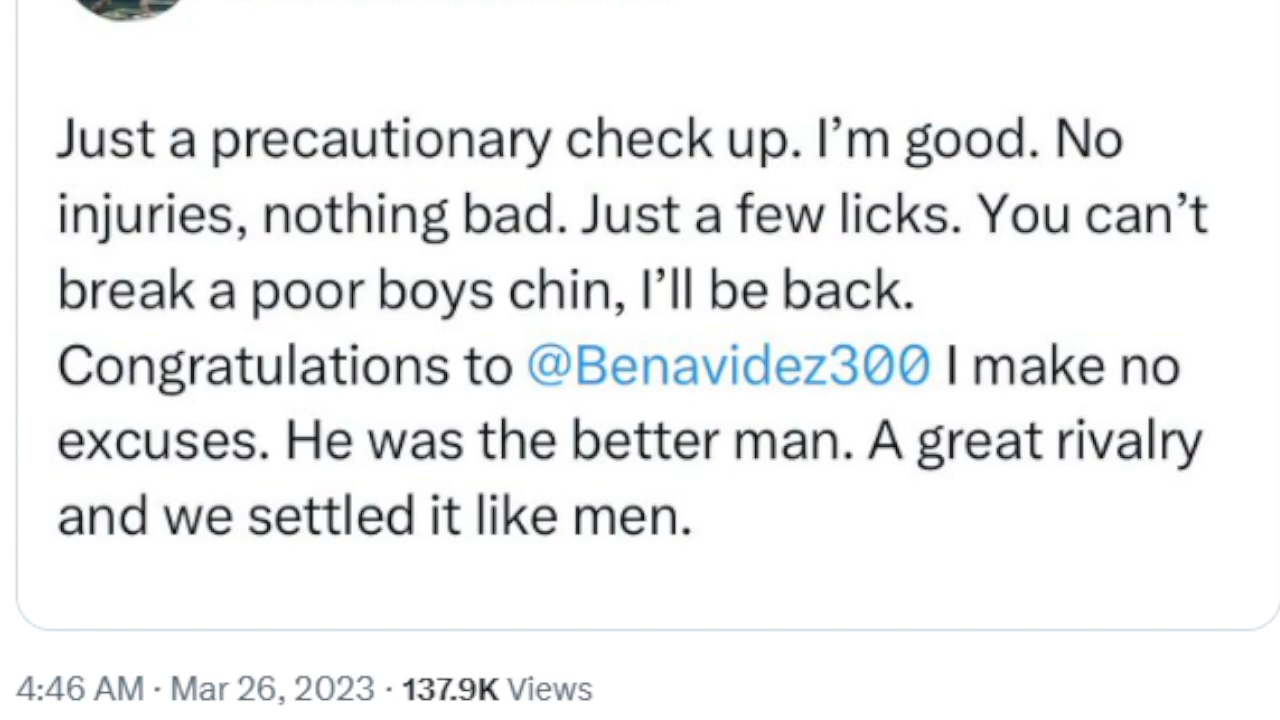 Just a precautionary check up. I’m good. No
injuries, nothing bad. Just a few licks. You can’t
break a poor boys chin, I’ll be back.
Congratulations to @Benavidez300 I make no
excuses. He was the better man. A great rivalry
and we settled it like men.
4:46 AM · Mar 26, 2023 · 137.9K Views